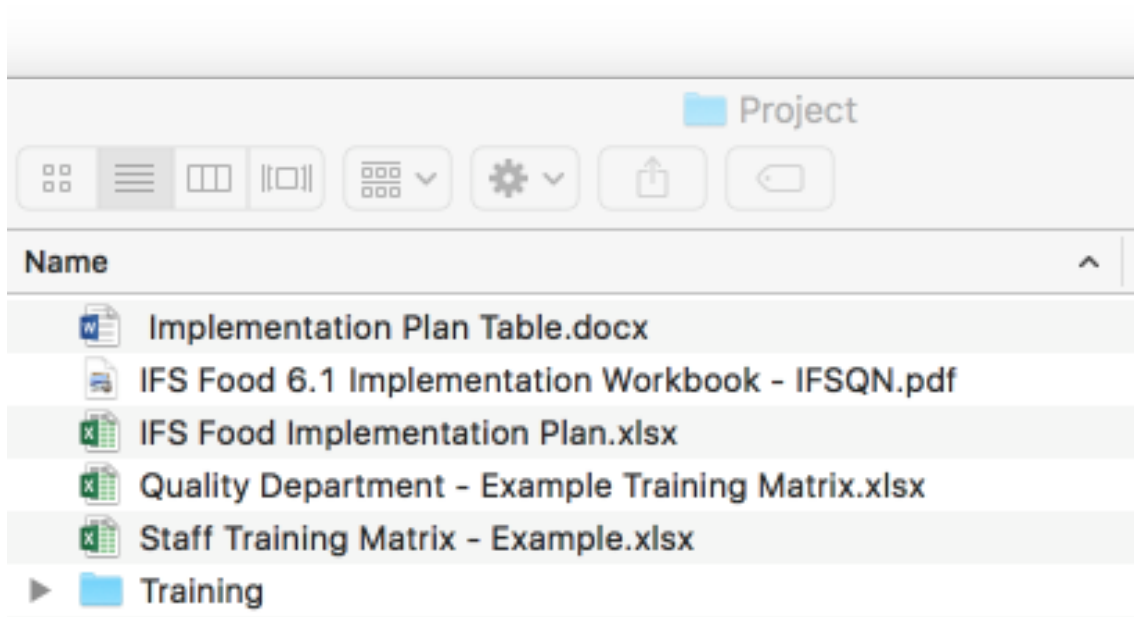 Project
Name
Implementation Plan Table.docx
IFS Food 6.1 Implementation Workbook - IFSQN.pdf
IFS Food Implementation Plan.xlsx
Quality Department - Example Training Matrix.xlsx
Staff Training Matrix - Example.xlsx
Training